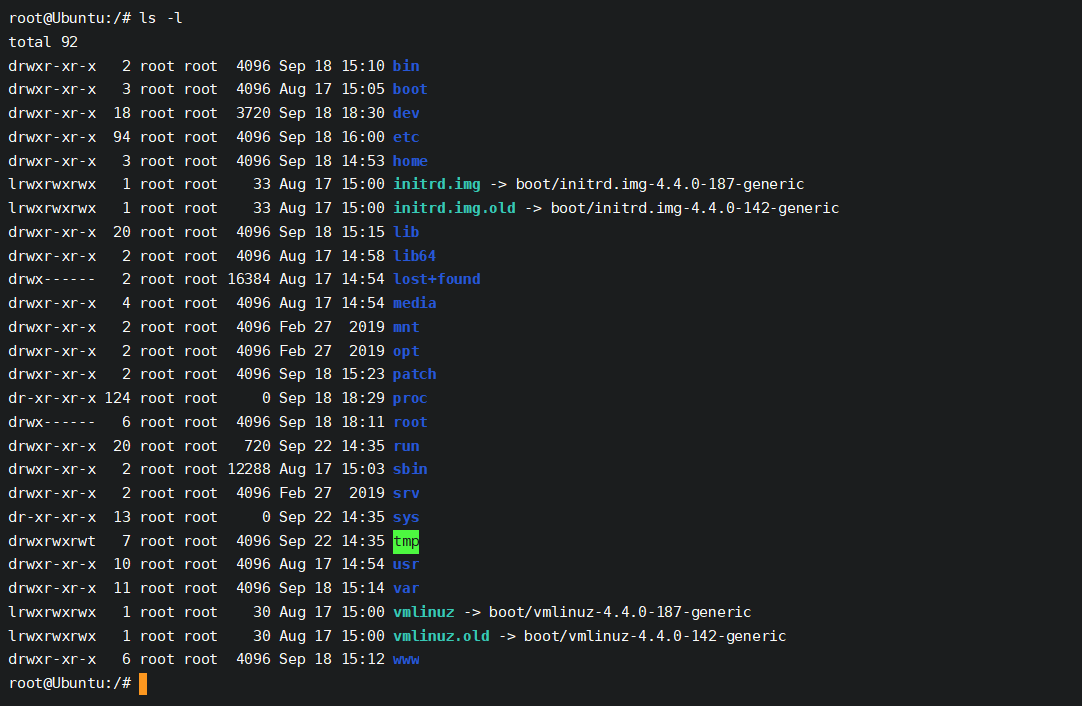 root@Ubuntu:/# ls -l
total 92
drwxr-xr-x   2 root root  4096 Sep 18 15:10 bin
drwxr-xr-x   3 root root  4096 Aug 17 15:05 boot
drwxr-xr-x  18 root root  3720 Sep 18 18:30 dev
drwxr-xr-x  94 root root  4096 Sep 18 16:00 etc
drwxr-xr-x   3 root root  4096 Sep 18 14:53 home
lrwxrwxrwx   1 root root    33 Aug 17 15:00 initrd.img -> boot/initrd.img-4.4.0-187-generic
lrwxrwxrwx   1 root root    33 Aug 17 15:00 initrd.img.old -> boot/initrd.img-4.4.0-142-generic
drwxr-xr-x  20 root root  4096 Sep 18 15:15 lib
drwxr-xr-x   2 root root  4096 Aug 17 14:58 lib64
drwx------   2 root root 16384 Aug 17 14:54 lost+found
drwxr-xr-x   4 root root  4096 Aug 17 14:54 media
drwxr-xr-x   2 root root  4096 Feb 27  2019 mnt
drwxr-xr-x   2 root root  4096 Feb 27  2019 opt
drwxr-xr-x   2 root root  4096 Sep 18 15:23 patch
dr-xr-xr-x 124 root root     0 Sep 18 18:29 proc
drwx------   6 root root  4096 Sep 18 18:11 root
drwxr-xr-x  20 root root   720 Sep 22 14:35 run
drwxr-xr-x   2 root root 12288 Aug 17 15:03 sbin
drwxr-xr-x   2 root root  4096 Feb 27  2019 srv
dr-xr-xr-x  13 root root     0 Sep 22 14:35 sys
drwxrwxrwt   7 root root  4096 Sep 22 14:35 tmp
drwxr-xr-x  10 root root  4096 Aug 17 14:54 usr
drwxr-xr-x  11 root root  4096 Sep 18 15:14 var
lrwxrwxrwx   1 root root    30 Aug 17 15:00 vmlinuz -> boot/vmlinuz-4.4.0-187-generic
lrwxrwxrwx   1 root root    30 Aug 17 15:00 vmlinuz.old -> boot/vmlinuz-4.4.0-142-generic
drwxr-xr-x   6 root root  4096 Sep 18 15:12 www
root@Ubuntu:/#